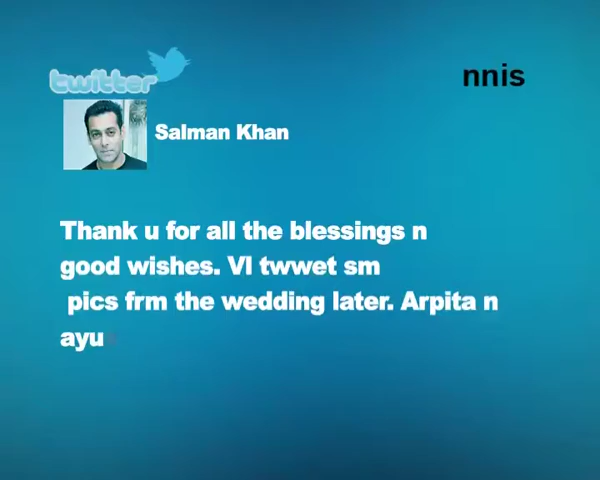 twitter
nnis
Salman Khan
Thank u for all the blessings n
good wishes. Vl twwet sm
pics frm the wedding later. Arpita n
ayu